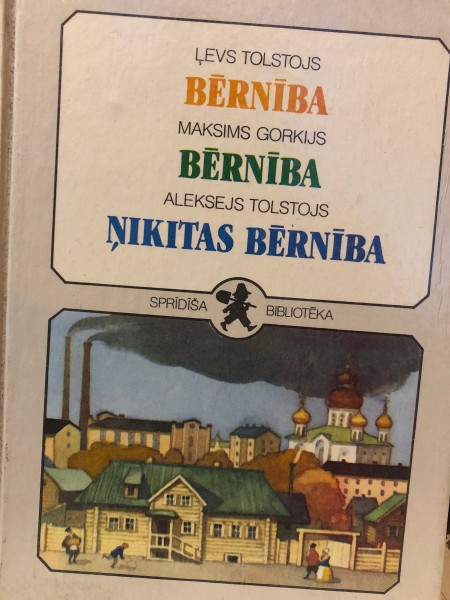 ĻEVS TOLSTOJS
BĒRNĪBA
MAKSIMS GORKIJS
BĒRNĪBA
ALEKSEJS TOLSTOJS
ŅIKITAS BĒRNĪBA
SPRĪDĪŠA BIBLIOTĒKA